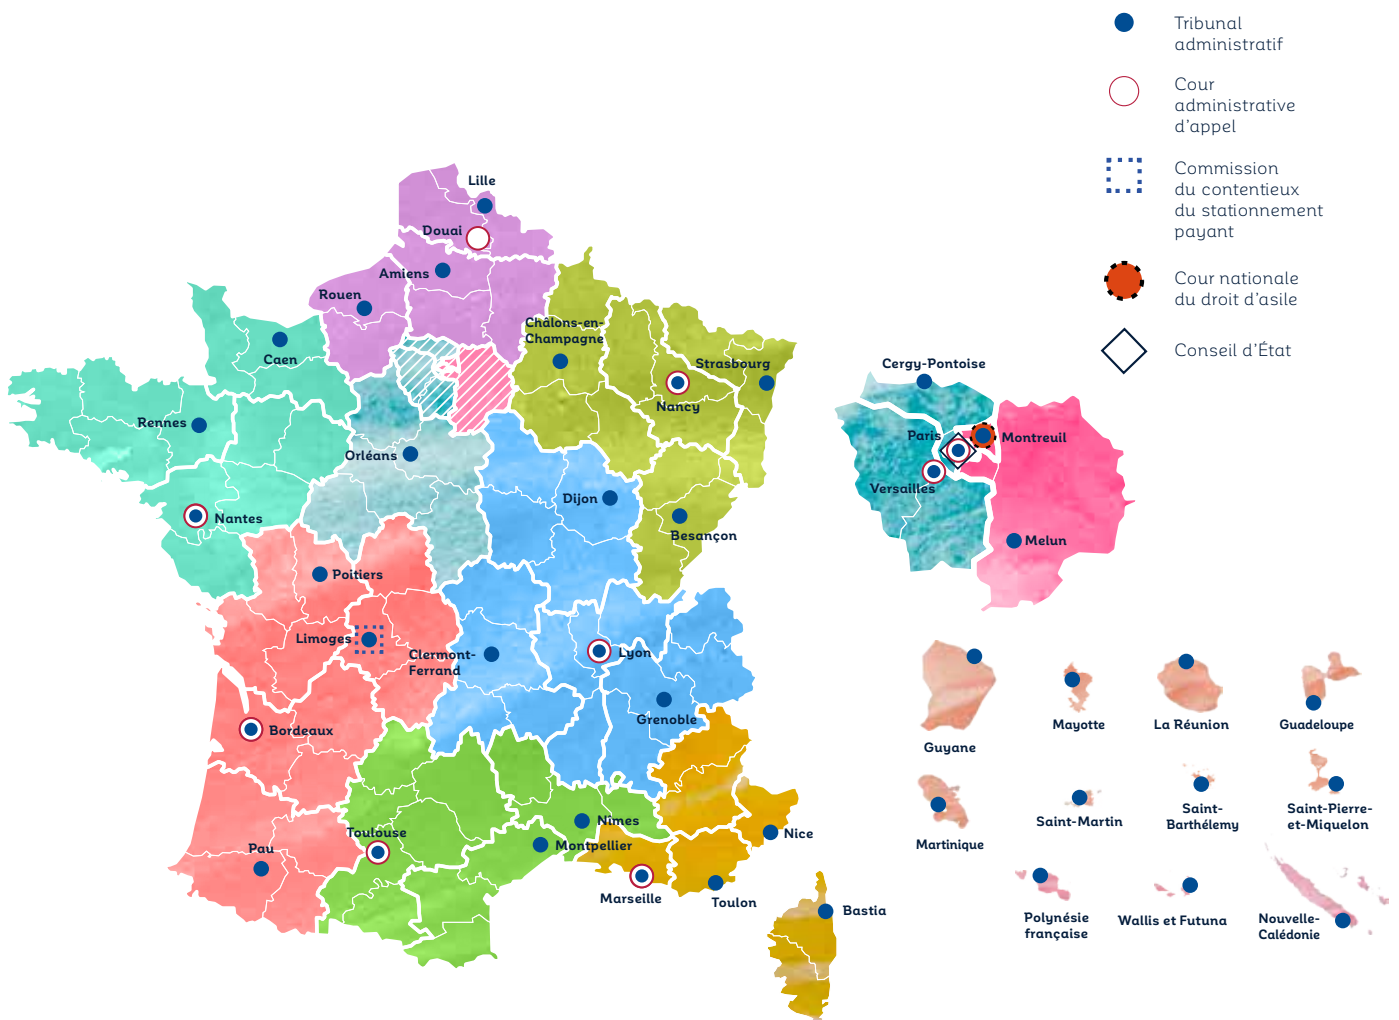 Tribunal
administratif
Cour
administrative
d'appel
Commission
du contentieux
du stationnement
payant
Cour nationale
du droit d'asile
Conseil d'État
Lille
Douai
Amiens
Rouen
Caen
Châlons-en-
Champagne
Strasbourg
Nancy
Rennes
Orléans
Nantes
Dijon
Besançon
Poitiers
Limoges
Clermont-
Ferrand
Lyon
Grenoble
Bordeaux
Toulouse
Nîmes
Montpellier
Pau
Nice
Marseille
Toulon
Bastia
Cergy-Pontoise
Paris
Montreuil
Versailles
Melun
Guyane
Mayotte
La Réunion
Guadeloupe
Martinique
Saint-Martin
Saint-
Barthélemy
Saint-Pierre-
et-Miquelon
Polynésie
française
Wallis et Futuna
Nouvelle-
Calédonie